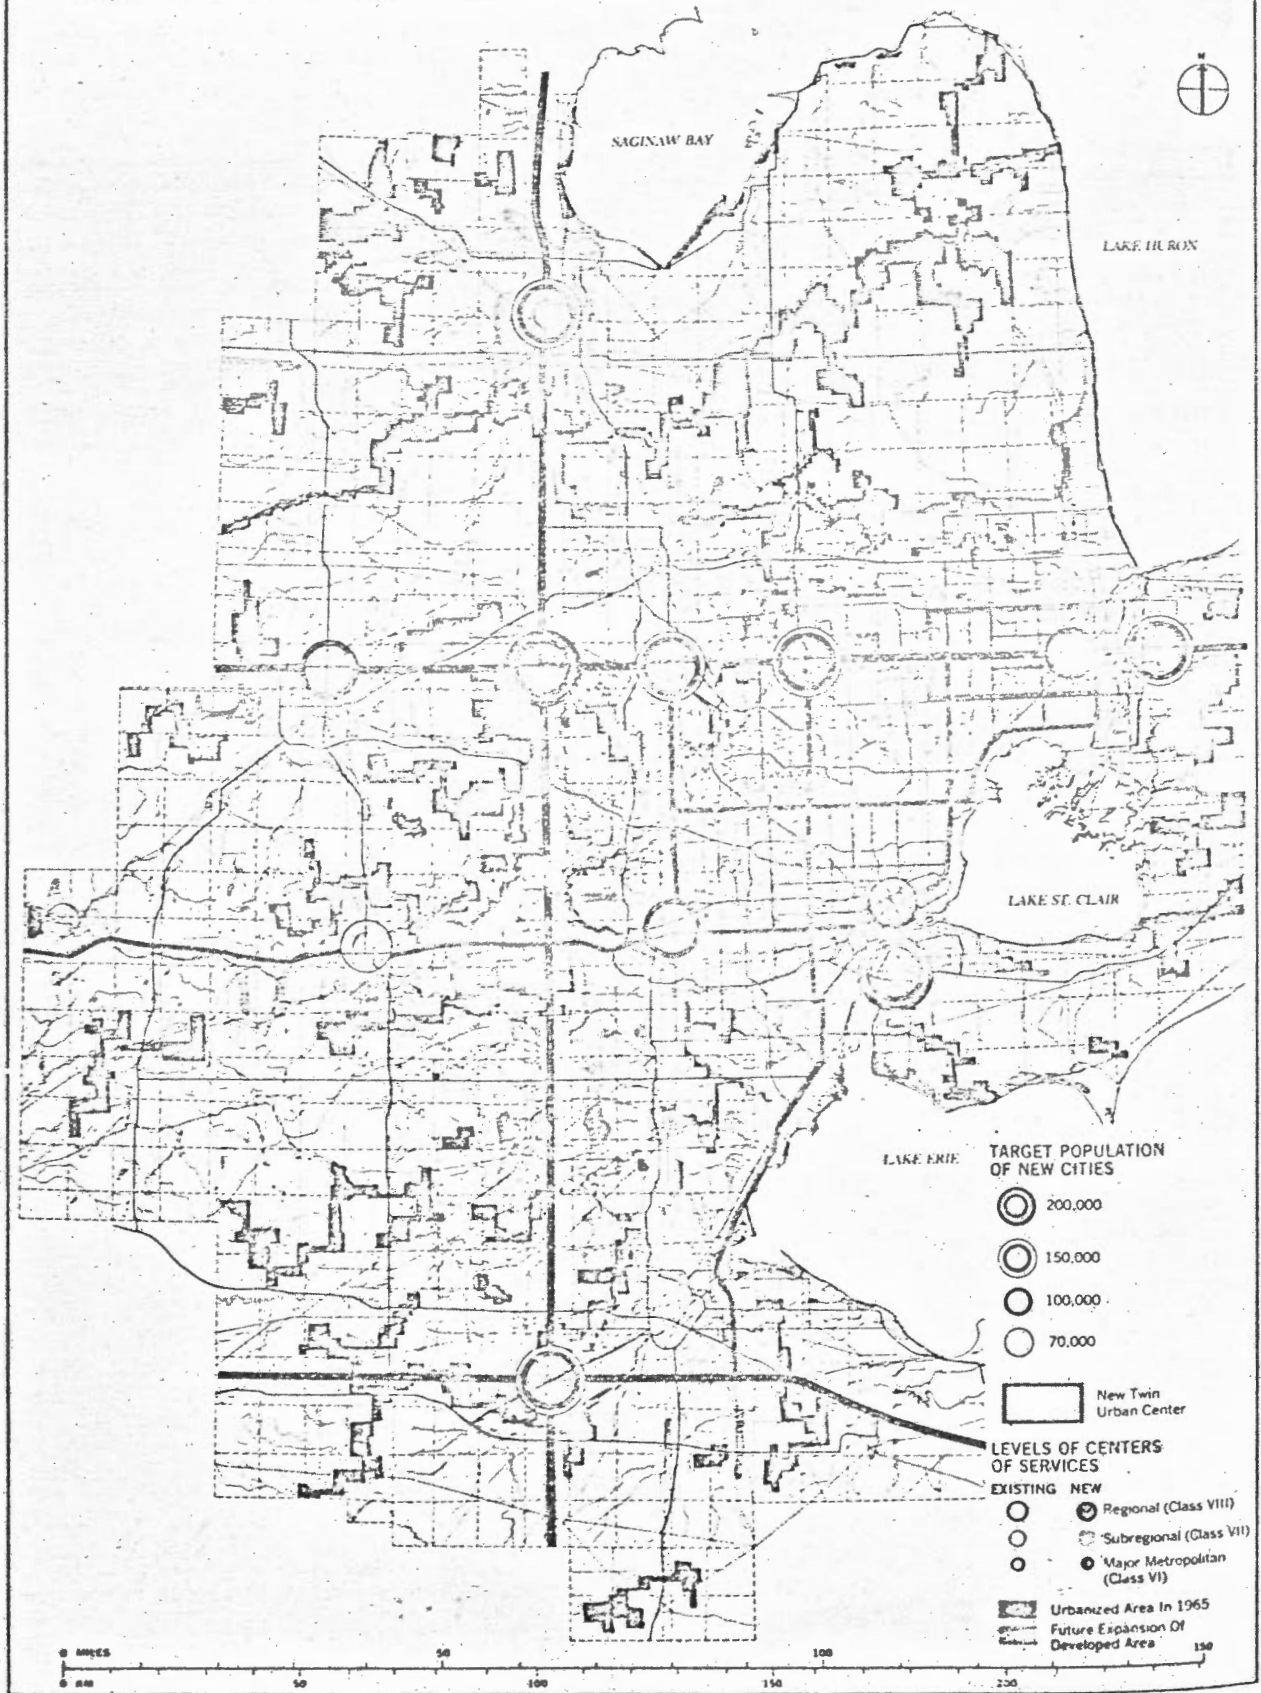 N
SAGINAW BAY
LAKE HURON
LAKE ST. CLAIR
LAKE ERIE
TARGET POPULATION
OF NEW CITIES
200,000
150,000
100,000
70,000
New Twin
Urban Center
LEVELS OF CENTERS
OF SERVICES
EXISTING NEW
Regional (Class VIII)
Subregional (Class VII)
Major Metropolitan
(Class VI)
Urbanized Area In 1965
Future Expansion Of
Developed Area
0 MILES 50 100 150
0 KM 50 100 150 200